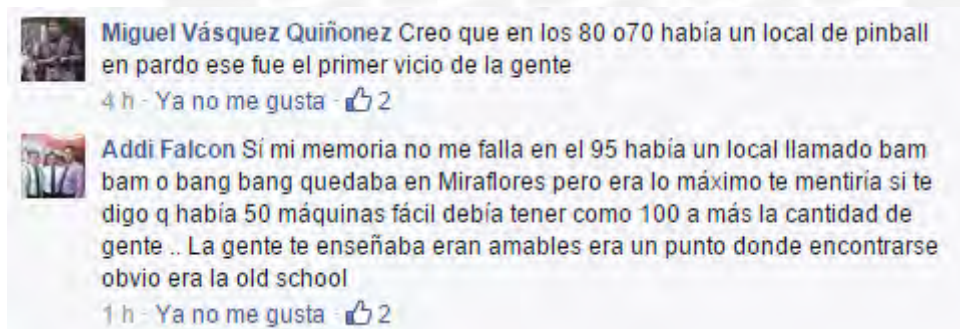 Miguel Vásquez Quiñonez Creo que en los 80 o70 había un local de pinball
en pardo ese fue el primer vicio de la gente
4 h · Ya no me gusta · 2
Addi Falcon Sí mi memoria no me falla en el 95 había un local llamado bam
bam o bang bang quedaba en Miraflores pero era lo máximo te mentiría si te
digo q había 50 máquinas fácil debía tener como 100 a más la cantidad de
gente .. La gente te enseñaba eran amables era un punto donde encontrarse
obvio era la old school
1 h · Ya no me gusta · 2